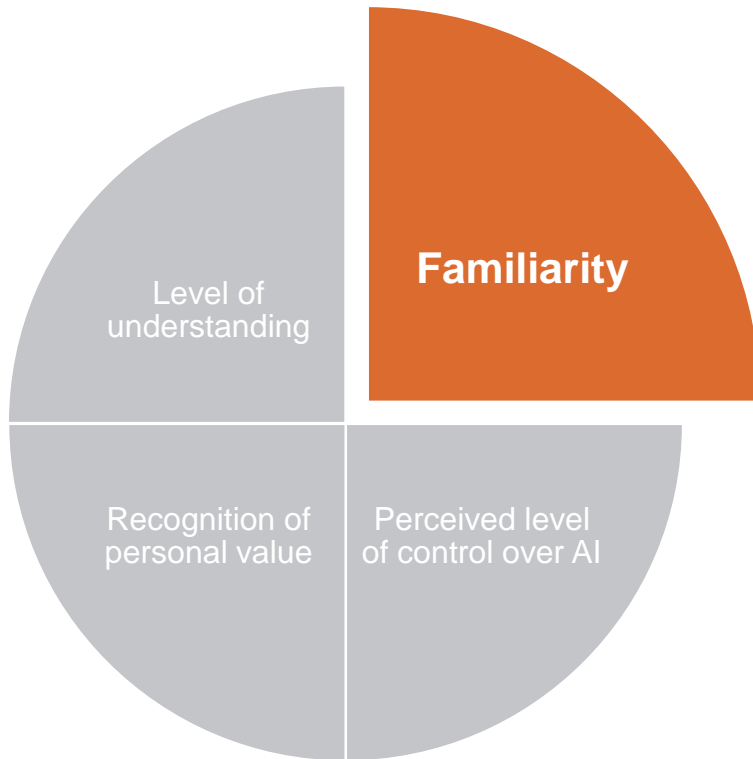 Familiarity
Level of
understanding
Recognition of
personal value
Perceived level
of control over AI